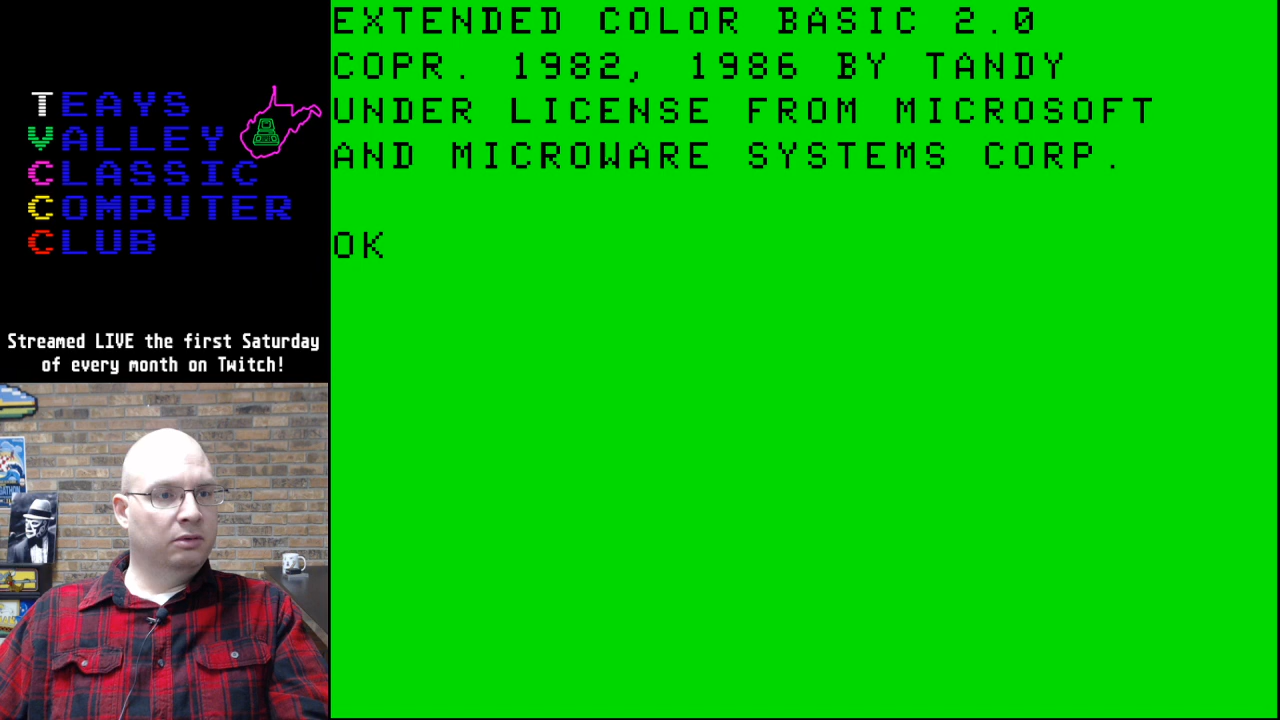 TEAYS
VALLEY
CLASSIC
COMPUTER
CLUB
Streamed LIVE the first Saturday
of every month on Twitch!
EXTENDED COLOR BASIC 2.0
COPR. 1982, 1986 BY TANDY
UNDER LICENSE FROM MICROSOFT
AND MICROWARE SYSTEMS CORP.
OK